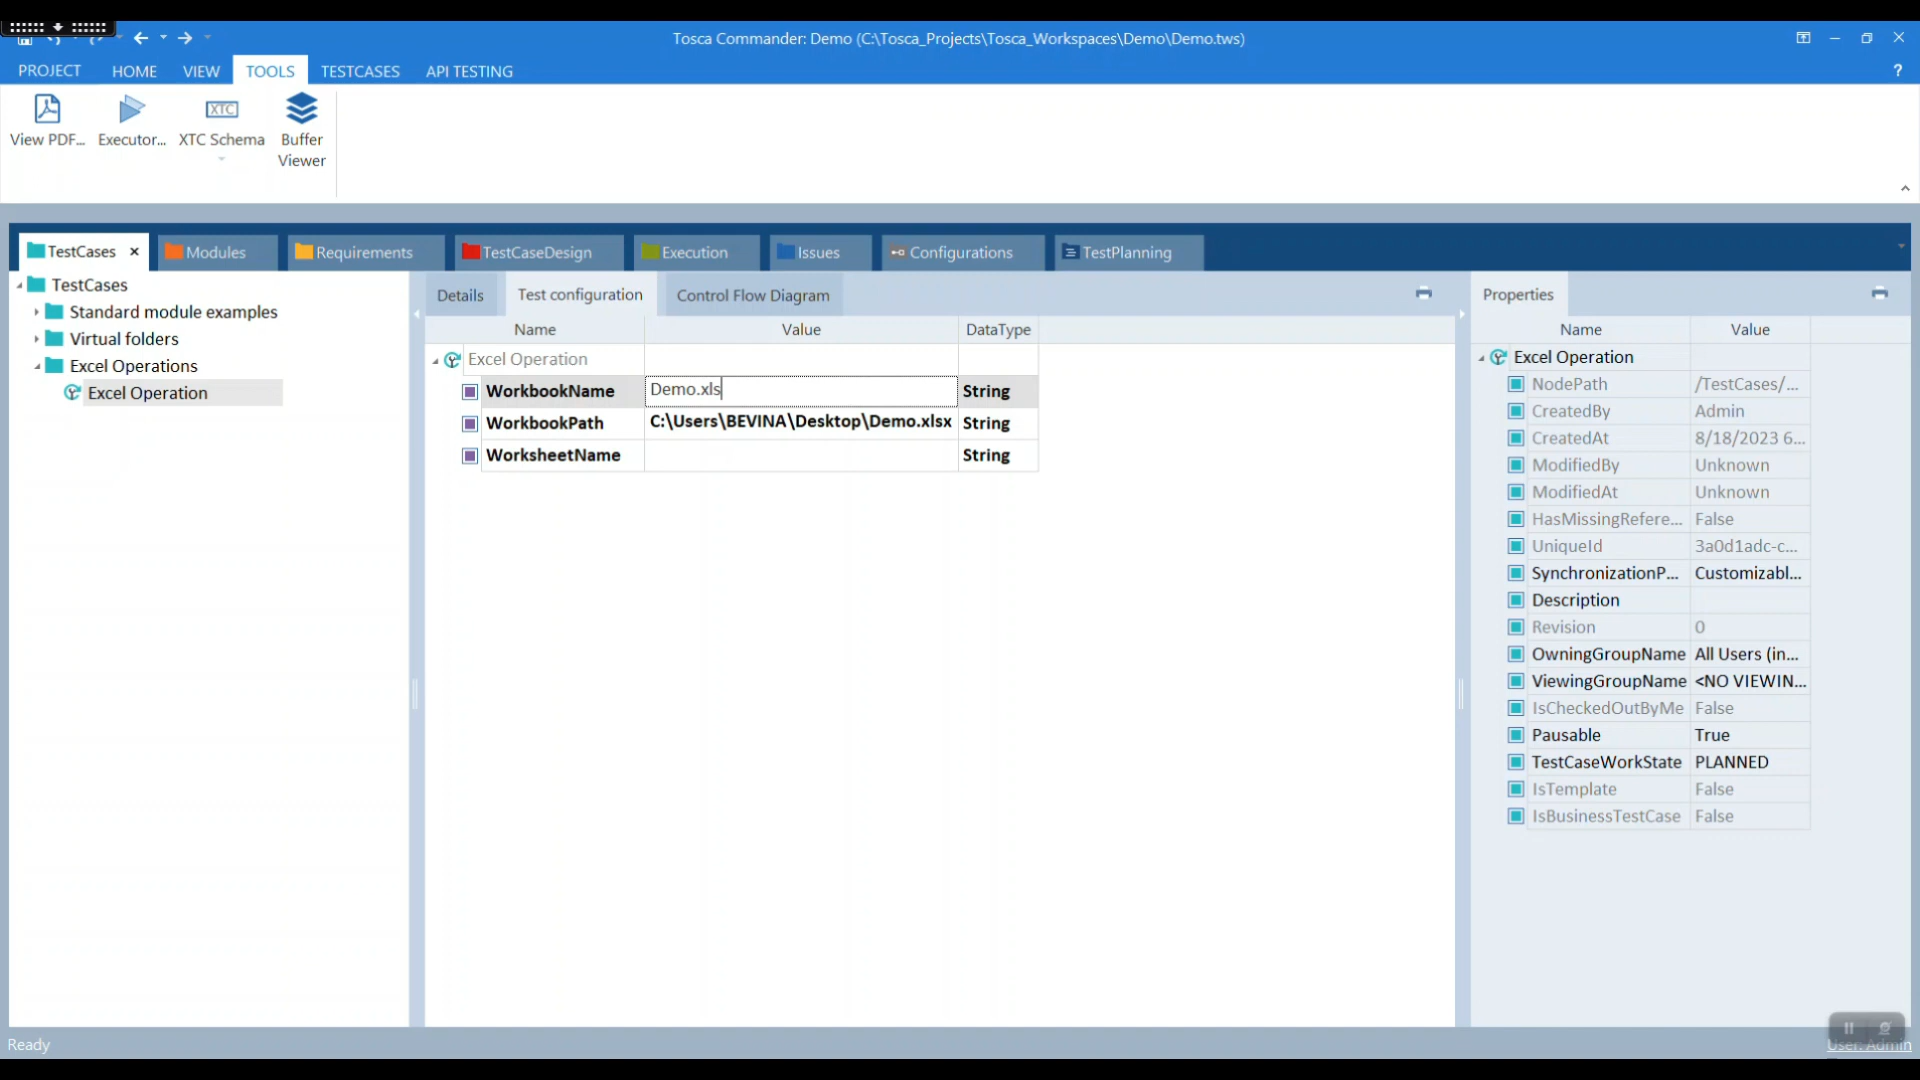 Tosca Commander: Demo (C:\Tosca_Projects\Tosca_Workspaces\Demo\Demo.tws)
PROJECT HOME VIEW TOOLS TESTCASES API TESTING ?
View PDF... Executor... XTC Schema Buffer Viewer
XTC
TestCases × Modules Requirements TestCaseDesign Execution Issues Configurations TestPlanning
TestCases
Standard module examples
Virtual folders
Excel Operations
Excel Operation
Details Test configuration Control Flow Diagram
Name Value DataType
Excel Operation
WorkbookName Demo.xls String
WorkbookPath C:\Users\BEVINA\Desktop\Demo.xlsx String
WorksheetName String
Properties
Name Value
Excel Operation
NodePath /TestCases/...
CreatedBy Admin
CreatedAt 8/18/2023 6...
ModifiedBy Unknown
ModifiedAt Unknown
HasMissingRefere... False
UniqueId 3a0d1adc-c...
SynchronizationP... Customizabl...
Description
Revision 0
OwningGroupName All Users (in...
ViewingGroupName <NO VIEWIN...
IsCheckedOutByMe False
Pausable True
TestCaseWorkState PLANNED
IsTemplate False
IsBusinessTestCase False
Ready
User: Admin